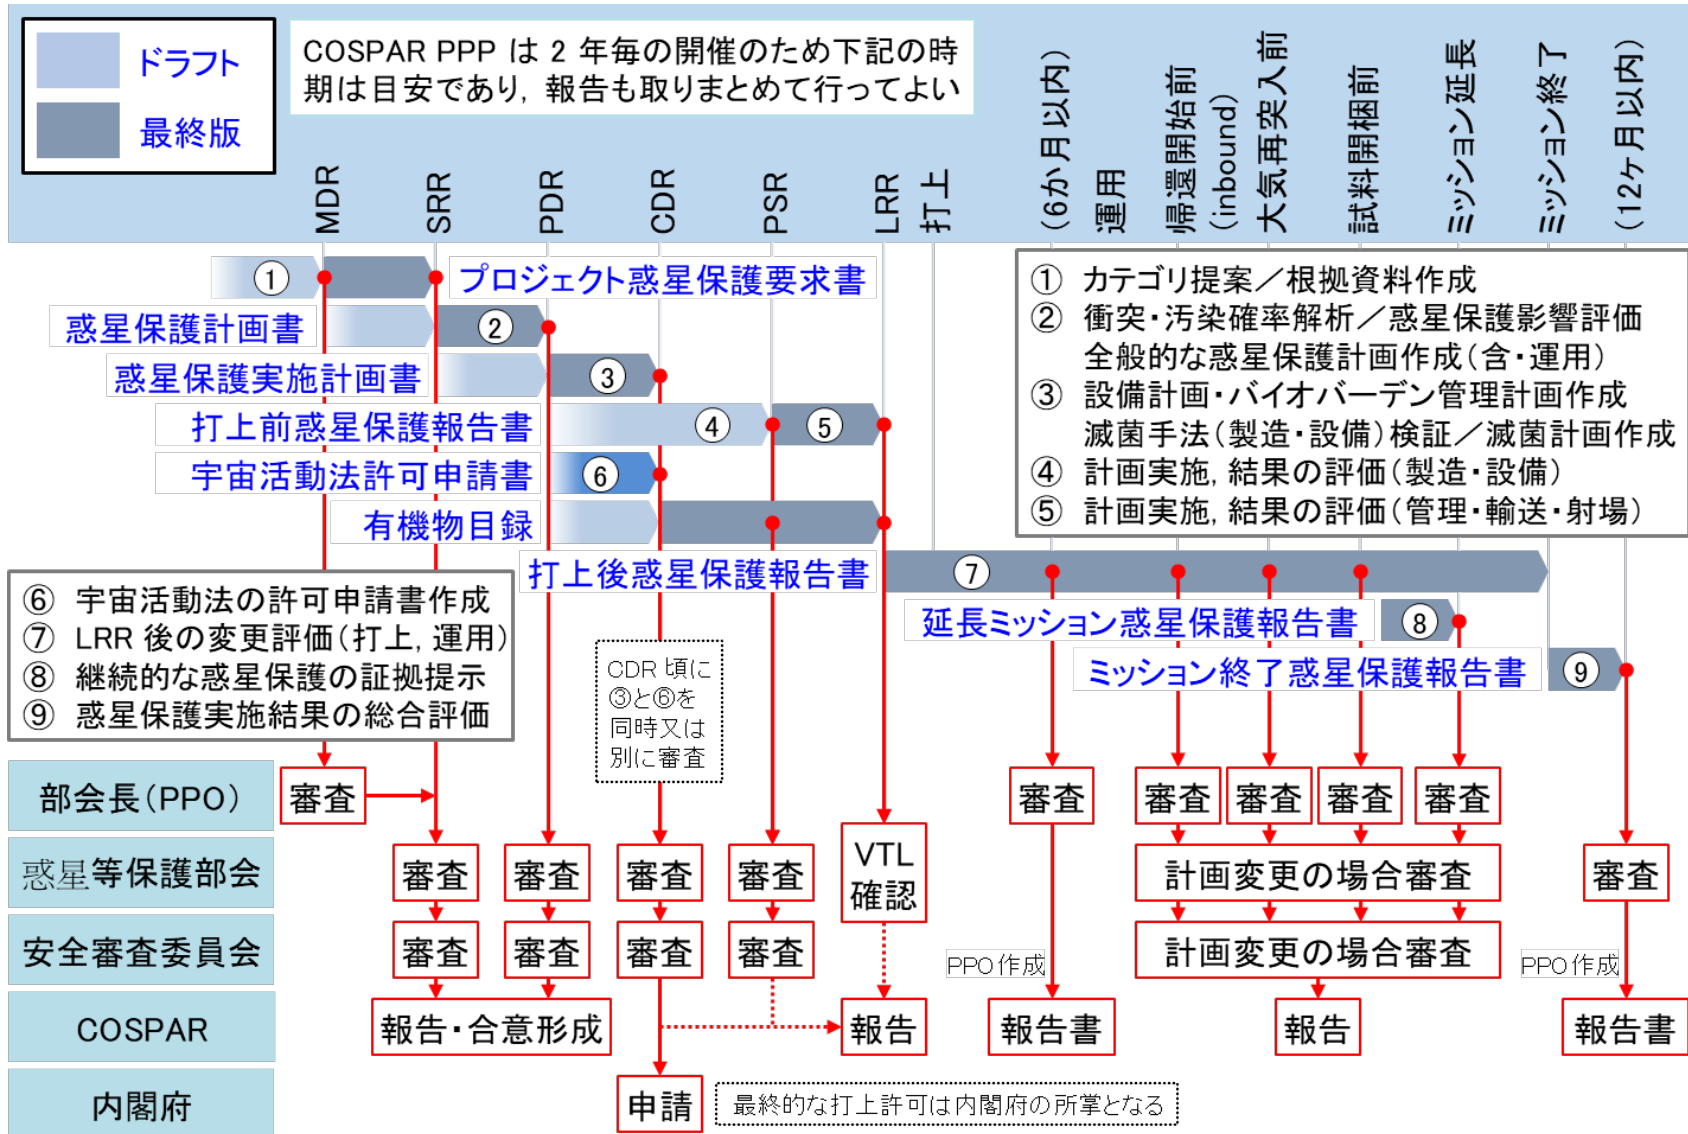 ドラフト
最終版
COSPAR PPP は 2 年毎の開催のため下記の時
期は目安であり, 報告も取りまとめて行ってよい
MDR
SRR
PDR
CDR
PSR
LRR
打上
(6か月以内)
運用
帰還開始前
(inbound)
大気再突入前
試料開梱前
ミッション延長
ミッション終了
(12ヶ月以内)
①
プロジェクト惑星保護要求書
惑星保護計画書
②
惑星保護実施計画書
③
打上前惑星保護報告書
④
⑤
宇宙活動法許可申請書
⑥
有機物目録
打上後惑星保護報告書
⑦
延長ミッション惑星保護報告書
⑧
ミッション終了惑星保護報告書
⑨
① カテゴリ提案／根拠資料作成
② 衝突・汚染確率解析／惑星保護影響評価
全般的な惑星保護計画作成(含・運用)
③ 設備計画・バイオバーデン管理計画作成
滅菌手法(製造・設備)検証／滅菌計画作成
④ 計画実施, 結果の評価(製造・設備)
⑤ 計画実施, 結果の評価(管理・輸送・射場)
⑥ 宇宙活動法の許可申請書作成
⑦ LRR 後の変更評価(打上, 運用)
⑧ 継続的な惑星保護の証拠提示
⑨ 惑星保護実施結果の総合評価
CDR 頃に
③と⑥を
同時又は
別に審査
部会長(PPO)
審査
審査
審査
審査
審査
審査
惑星等保護部会
審査
審査
審査
審査
VTL
確認
計画変更の場合審査
審査
安全審査委員会
審査
審査
審査
審査
PPO 作成
計画変更の場合審査
PPO 作成
COSPAR
報告・合意形成
報告
報告書
報告
報告書
内閣府
申請
最終的な打上許可は内閣府の所掌となる